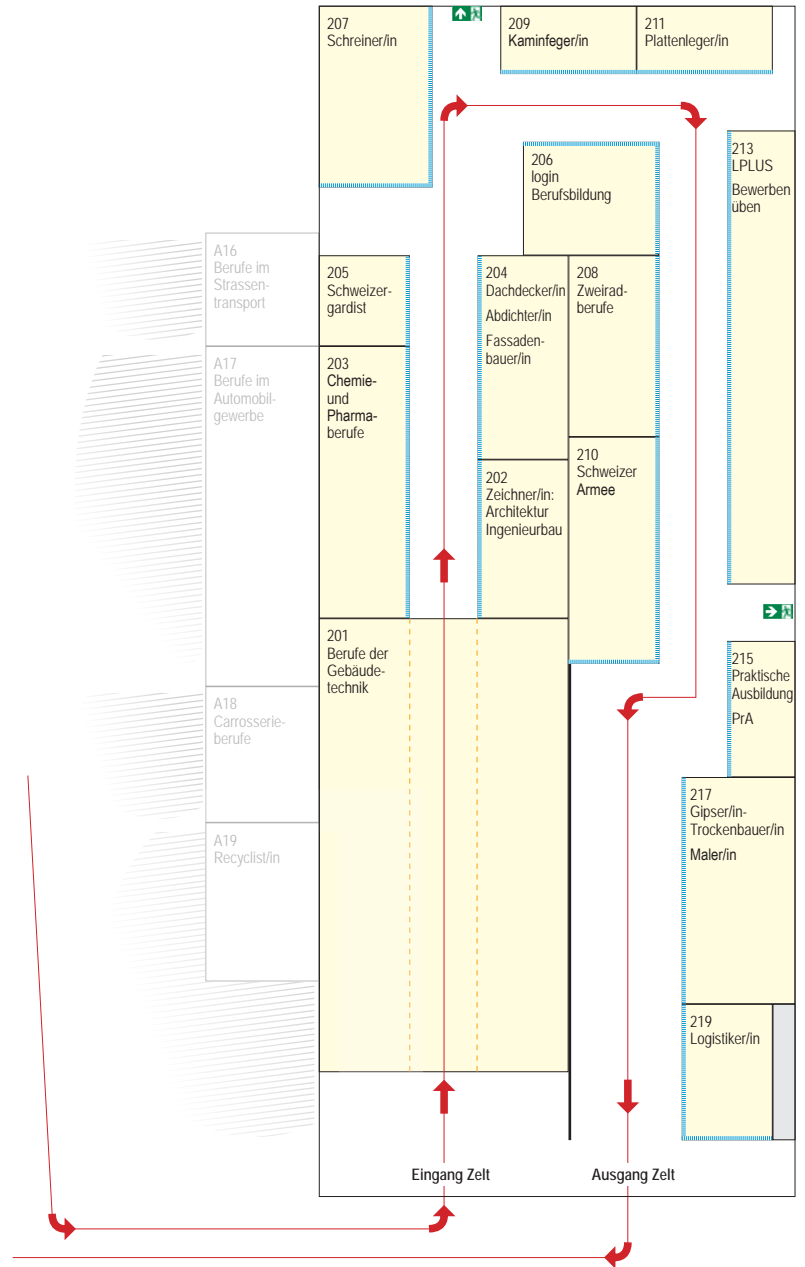 207
Schreiner/in
209
Kaminfeger/in
211
Plattenleger/in
213
LPLUS
Bewerben
üben
206
login
Berufsbildung
A16
Berufe im
Strassen-
transport
205
Schweizer-
gardist
204
Dachdecker/in
Abdichter/in
Fassaden-
bauer/in
208
Zweirad-
berufe
A17
Berufe im
Automobil-
gewerbe
203
Chemie-
und
Pharma-
berufe
210
Schweizer
Armee
202
Zeichner/in:
Architektur
Ingenieurbau
201
Berufe der
Gebäude-
technik
215
Praktische
Ausbildung
PrA
A18
Carrosserie-
berufe
217
Gipser/in-
Trockenbauer/in
Maler/in
A19
Recyclist/in
219
Logistiker/in
Eingang Zelt
Ausgang Zelt